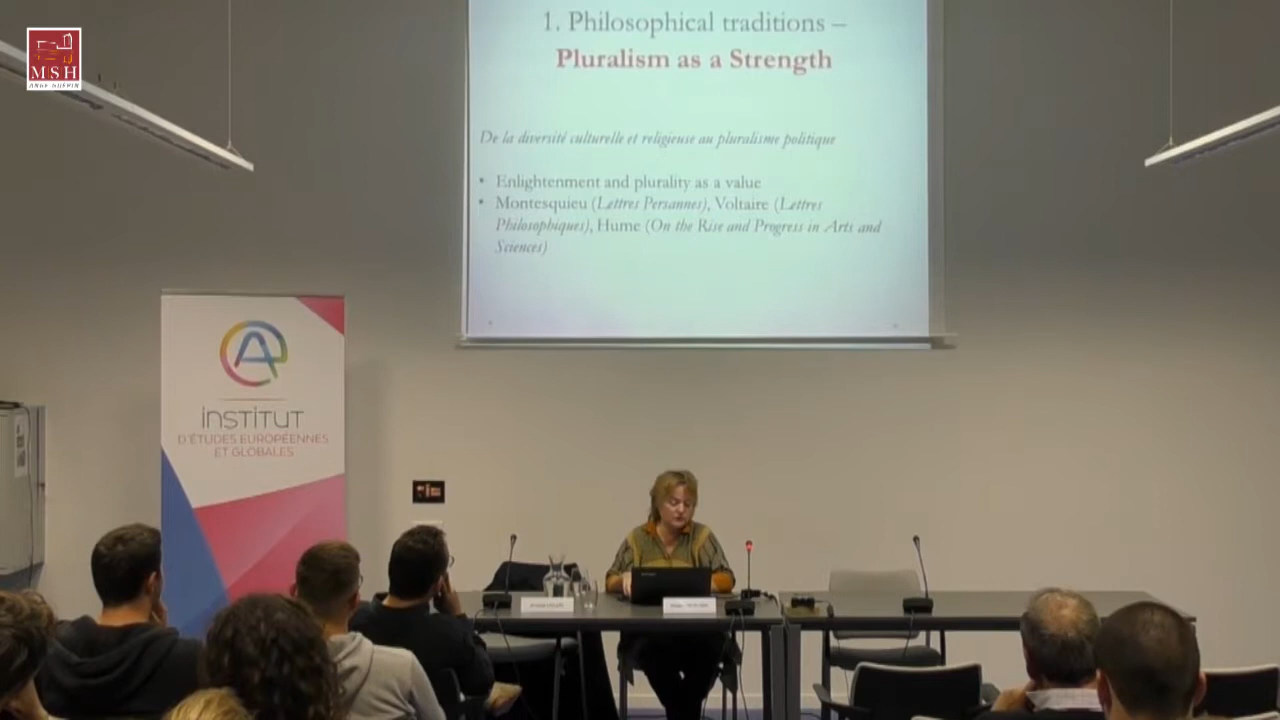 MSH
ANGE-GUÉPIN
1. Philosophical traditions –
Pluralism as a Strength
De la diversité culturelle et religieuse au pluralisme politique
• Enlightenment and plurality as a value
• Montesquieu (Lettres Persannes), Voltaire (Lettres
Philosophiques), Hume (On the Rise and Progress in Arts and
Sciences)
INSTITUT
D'ÉTUDES EUROPÉENNES
ET GLOBALES